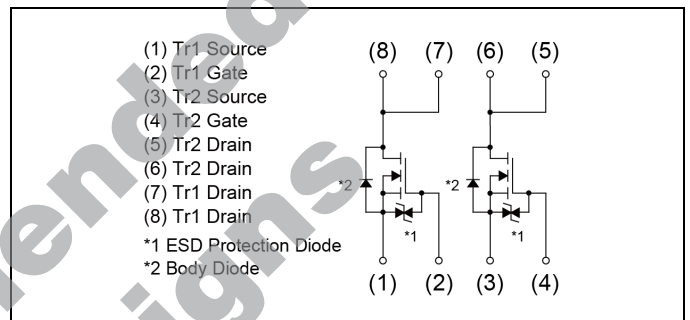 (1) Tr1 Source
(2) Tr1 Gate
(3) Tr2 Source
(4) Tr2 Gate
(5) Tr2 Drain
(6) Tr2 Drain
(7) Tr1 Drain
(8) Tr1 Drain
*1 ESD Protection Diode
*2 Body Diode
(8) (7) (6) (5)
*2 *2
*1 *1
(1) (2) (3) (4)